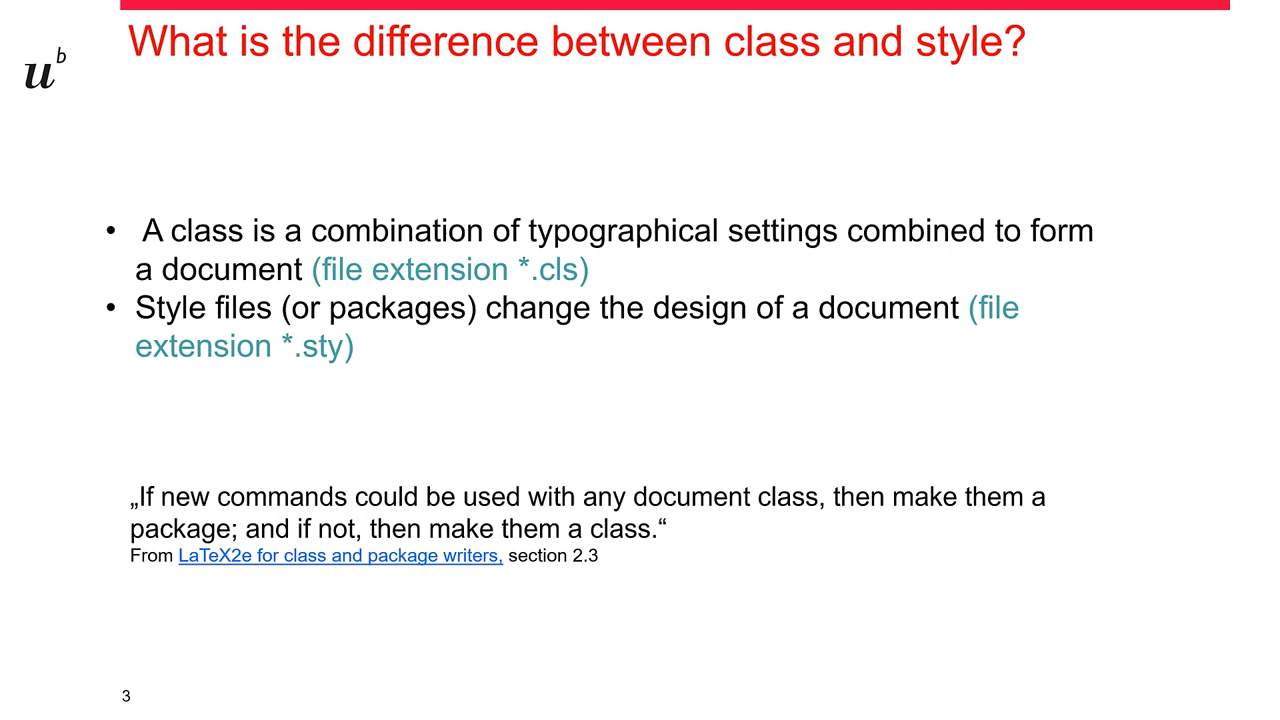 What is the difference between class and style?
u b
• A class is a combination of typographical settings combined to form
a document (file extension *.cls)
• Style files (or packages) change the design of a document (file
extension *.sty)
„If new commands could be used with any document class, then make them a
package; and if not, then make them a class.“
From LaTeX2e for class and package writers, section 2.3
3